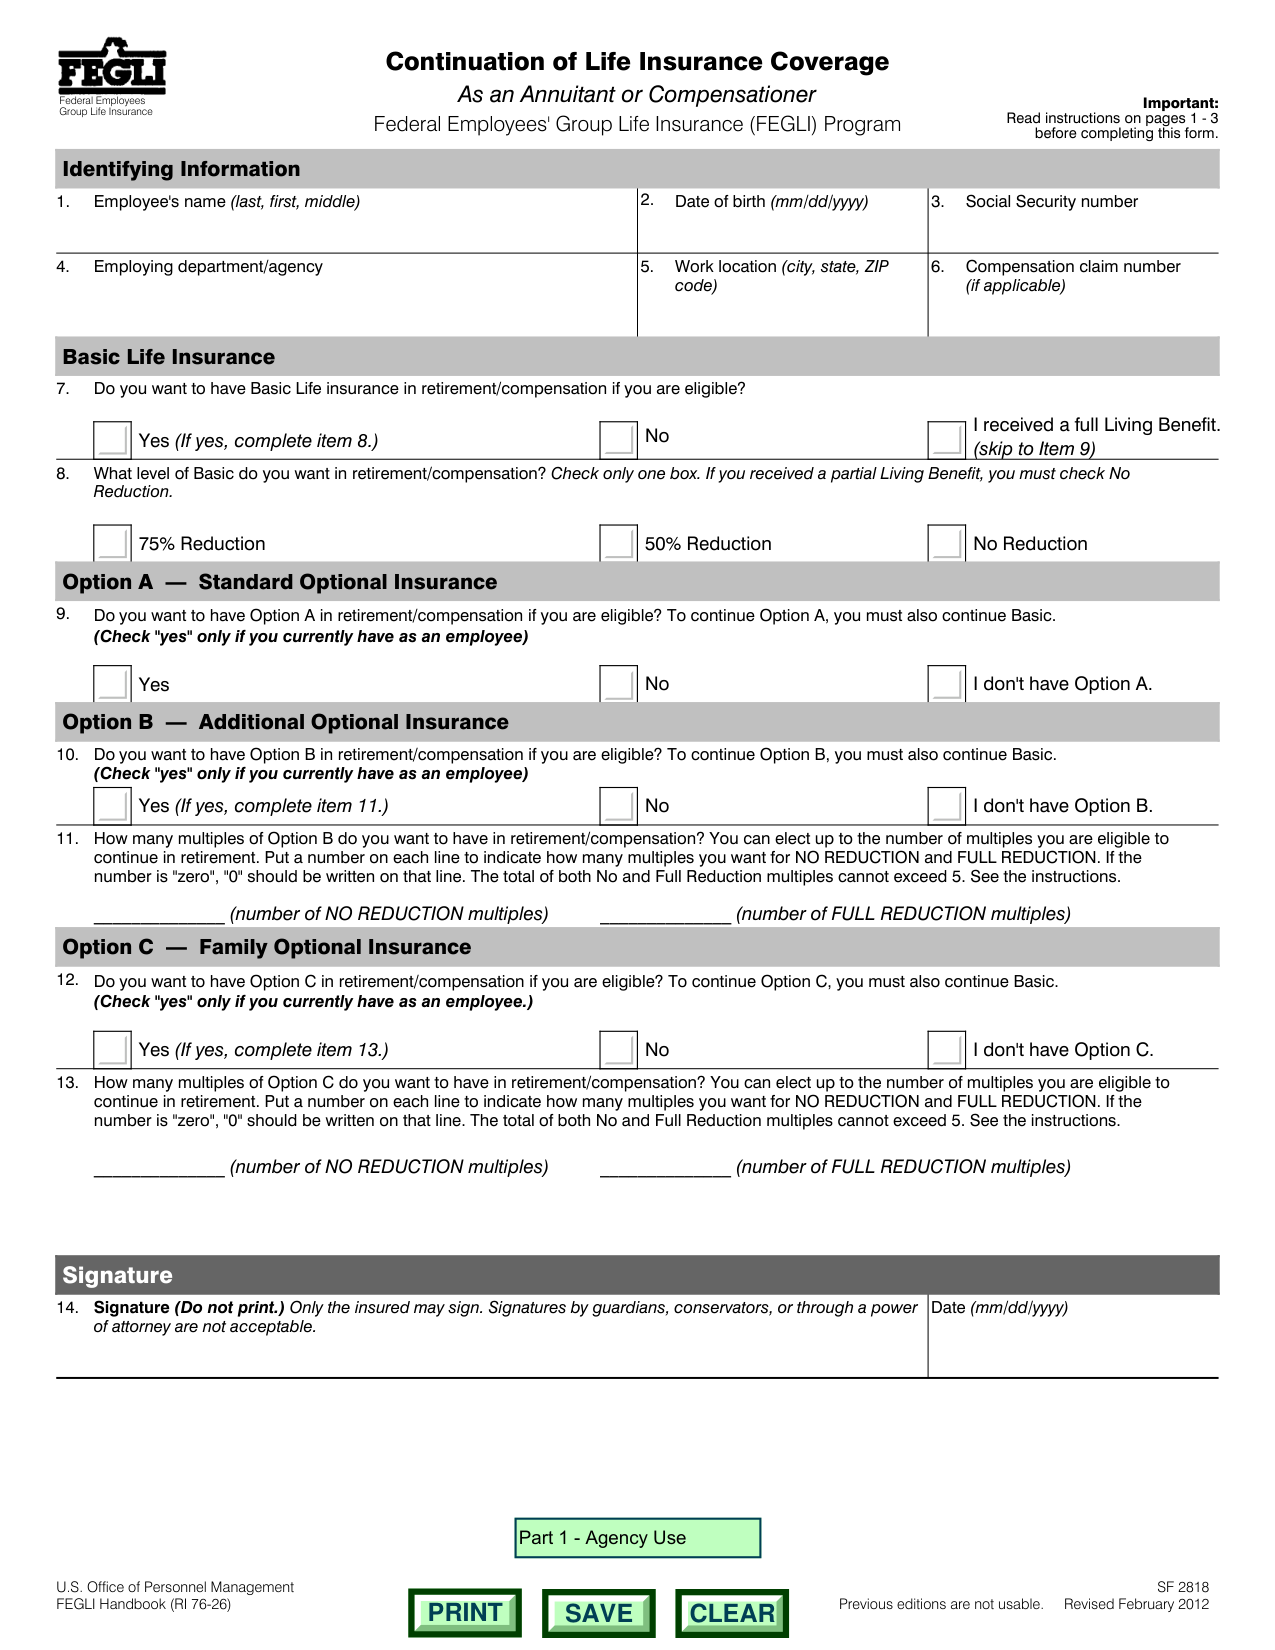 FEGLI
Federal Employees
Group Life Insurance
Continuation of Life Insurance Coverage
As an Annuitant or Compensationer
Federal Employees' Group Life Insurance (FEGLI) Program
Important:
Read instructions on pages 1 - 3
before completing this form.
Identifying Information
1. Employee's name (last, first, middle)
2. Date of birth (mm/dd/yyyy)
3. Social Security number
4. Employing department/agency
5. Work location (city, state, ZIP
code)
6. Compensation claim number
(if applicable)
Basic Life Insurance
7. Do you want to have Basic Life insurance in retirement/compensation if you are eligible?
Yes (If yes, complete item 8.)
No
I received a full Living Benefit.
(skip to Item 9)
8. What level of Basic do you want in retirement/compensation? Check only one box. If you received a partial Living Benefit, you must check No
Reduction.
75% Reduction
50% Reduction
No Reduction
Option A — Standard Optional Insurance
9. Do you want to have Option A in retirement/compensation if you are eligible? To continue Option A, you must also continue Basic.
(Check "yes" only if you currently have as an employee)
Yes
No
I don't have Option A.
Option B — Additional Optional Insurance
10. Do you want to have Option B in retirement/compensation if you are eligible? To continue Option B, you must also continue Basic.
(Check "yes" only if you currently have as an employee)
Yes (If yes, complete item 11.)
No
I don't have Option B.
11. How many multiples of Option B do you want to have in retirement/compensation? You can elect up to the number of multiples you are eligible to
continue in retirement. Put a number on each line to indicate how many multiples you want for NO REDUCTION and FULL REDUCTION. If the
number is "zero", "0" should be written on that line. The total of both No and Full Reduction multiples cannot exceed 5. See the instructions.
______________ (number of NO REDUCTION multiples)
______________ (number of FULL REDUCTION multiples)
Option C — Family Optional Insurance
12. Do you want to have Option C in retirement/compensation if you are eligible? To continue Option C, you must also continue Basic.
(Check "yes" only if you currently have as an employee.)
Yes (If yes, complete item 13.)
No
I don't have Option C.
13. How many multiples of Option C do you want to have in retirement/compensation? You can elect up to the number of multiples you are eligible to
continue in retirement. Put a number on each line to indicate how many multiples you want for NO REDUCTION and FULL REDUCTION. If the
number is "zero", "0" should be written on that line. The total of both No and Full Reduction multiples cannot exceed 5. See the instructions.
______________ (number of NO REDUCTION multiples)
______________ (number of FULL REDUCTION multiples)
Signature
14. Signature (Do not print.) Only the insured may sign. Signatures by guardians, conservators, or through a power
of attorney are not acceptable.
Date (mm/dd/yyyy)
Part 1 - Agency Use
U.S. Office of Personnel Management
FEGLI Handbook (RI 76-26)
PRINT
SAVE
CLEAR
SF 2818
Previous editions are not usable. Revised February 2012